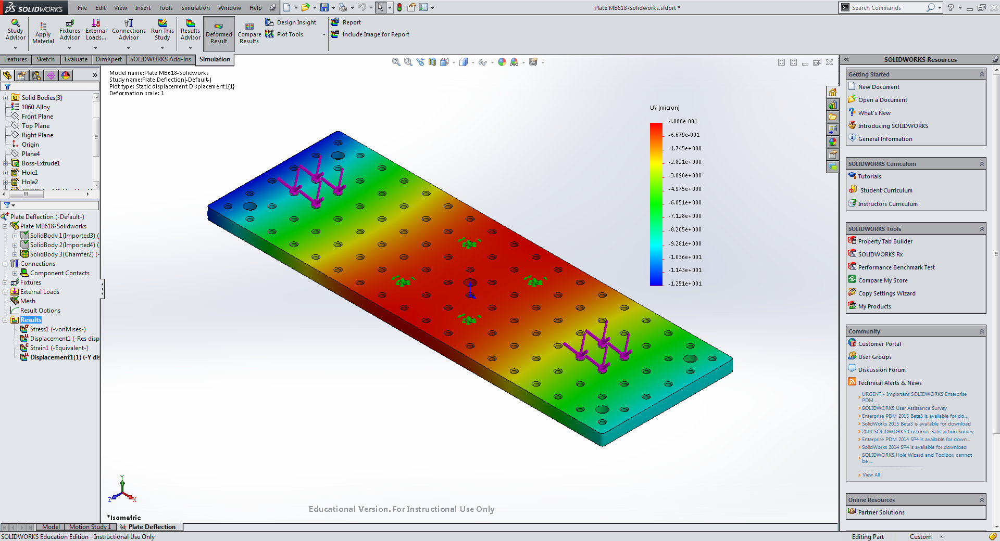 SOLIDWORKS
File Edit View Insert Tools Simulation Window Help
Plate MB618-Solidworks.sldprt *
Search Commands
Study Advisor
Apply Material
Fixtures Advisor
External Loads...
Connections Advisor
Run This Study
Results Advisor
Deformed Result
Compare Results
Design Insight
Plot Tools
Report
Include Image for Report
Features Sketch Evaluate DimXpert SOLIDWORKS Add-Ins Simulation
Solid Bodies(3)
1060 Alloy
Front Plane
Top Plane
Right Plane
Origin
Plane4
Boss-Extrude1
Hole1
Hole2
Plate Deflection (-Default-)
Plate MB618-Solidworks
SolidBody 1(Imported3) (
SolidBody 2(Imported4) (
SolidBody 3(Chamfer2) (-
Connections
Component Contacts
Fixtures
External Loads
Mesh
Result Options
Results
Stress1 (-vonMises-)
Displacement1 (-Res disp
Strain1 (-Equivalent-)
Displacement1{1} (-Y dis
Model name:Plate MB618-Solidworks
Study name:Plate Deflection(-Default-)
Plot type: Static displacement Displacement1{1}
Deformation scale: 1
UY (micron)
4.088e-001
-6.679e-001
-1.745e+000
-2.821e+000
-3.898e+000
-4.975e+000
-6.051e+000
-7.128e+000
-8.205e+000
-9.281e+000
-1.036e+001
-1.143e+001
-1.251e+001
Y
Z
X
*Isometric
Educational Version. For Instructional Use Only
SOLIDWORKS Resources
Getting Started
New Document
Open a Document
What's New
Introducing SOLIDWORKS
General Information
SOLIDWORKS Curriculum
Tutorials
Student Curriculum
Instructors Curriculum
SOLIDWORKS Tools
Property Tab Builder
SOLIDWORKS Rx
Performance Benchmark Test
Compare My Score
Copy Settings Wizard
My Products
Community
Customer Portal
User Groups
Discussion Forum
Technical Alerts & News
URGENT - Important SOLIDWORKS Enterprise
PDM ...
SOLIDWORKS User Assistance Survey
Enterprise PDM 2015 Beta3 is available for do...
SolidWorks 2015 Beta3 is available for download
2014 SOLIDWORKS Customer Satisfaction Survey
Enterprise PDM 2014 SP4 is available for down...
SolidWorks 2014 SP4 is available for download
SOLIDWORKS Hole Wizard and Toolbox cannot
be ...
View All
Online Resources
Partner Solutions
Model Motion Study 1 Plate Deflection
SOLIDWORKS Education Edition - Instructional Use Only
Editing Part Custom